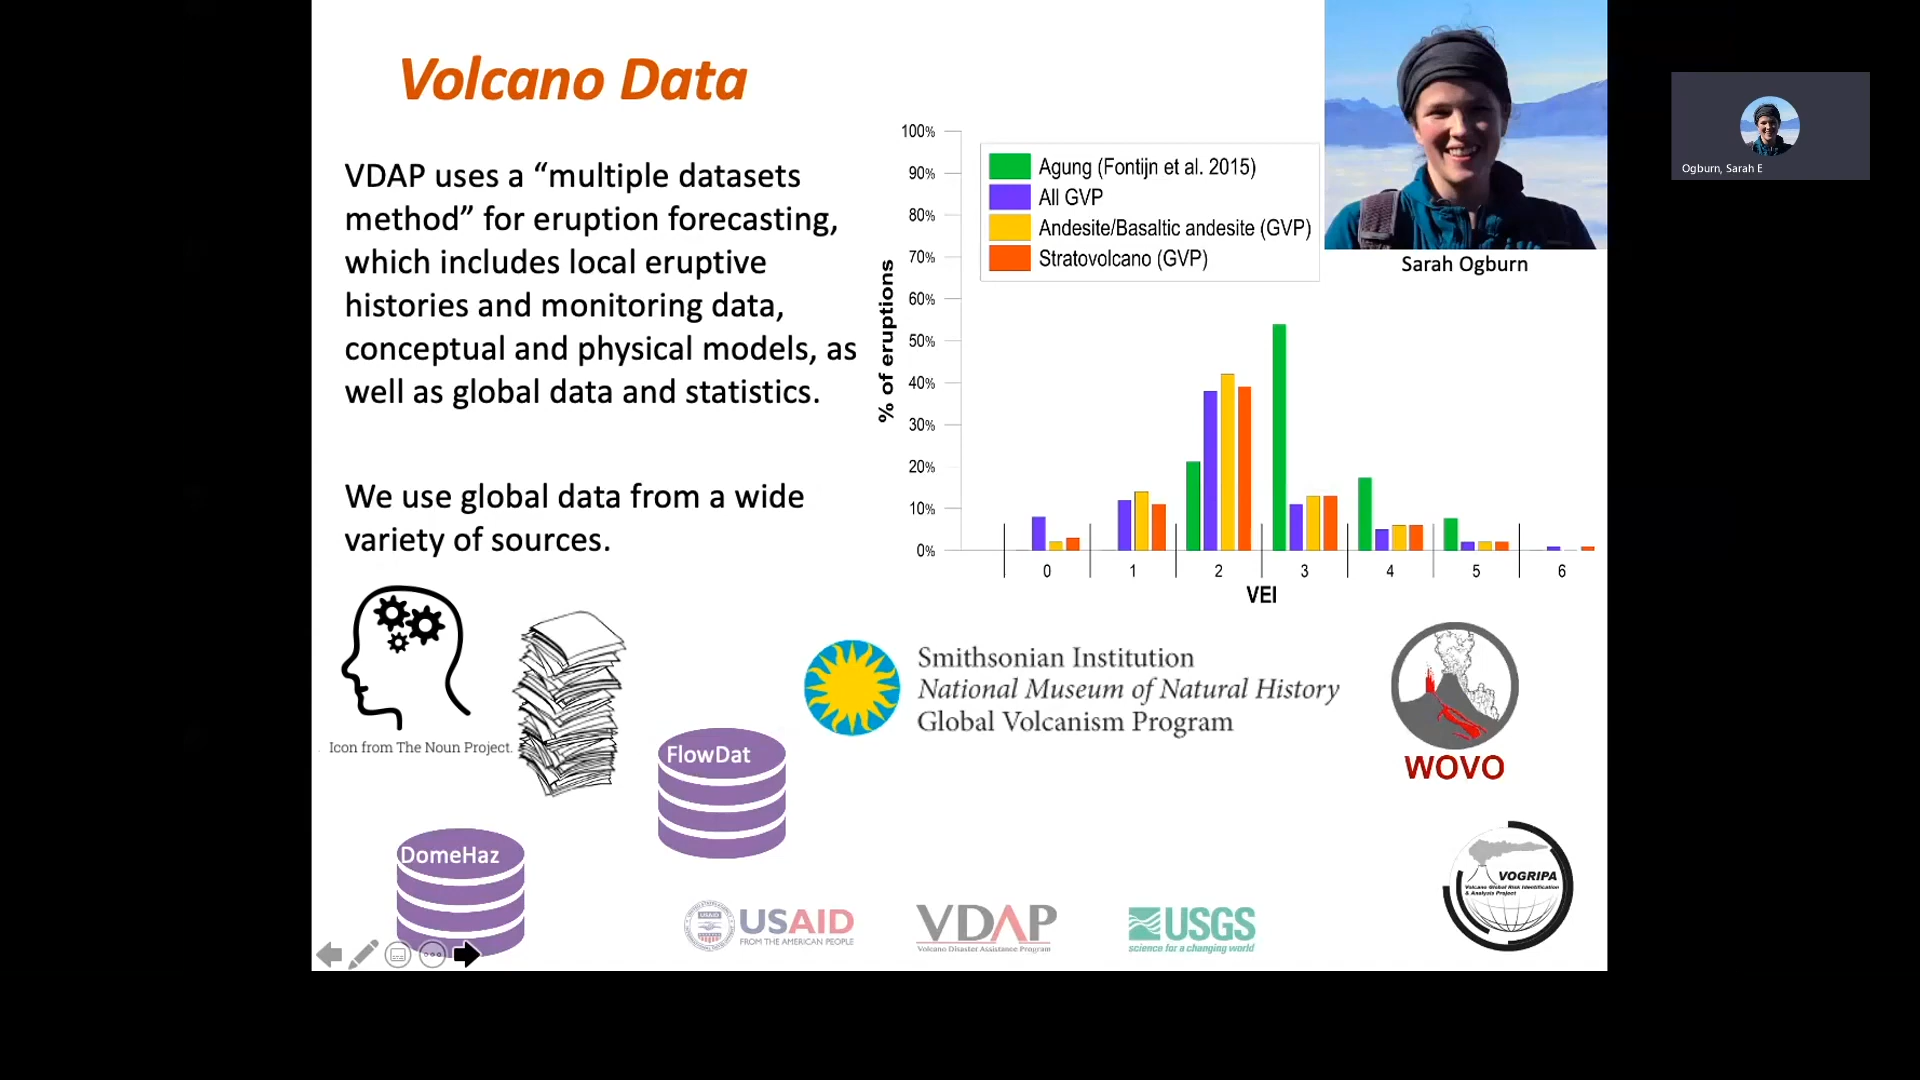 Volcano Data
VDAP uses a “multiple datasets
method” for eruption forecasting,
which includes local eruptive
histories and monitoring data,
conceptual and physical models, as
well as global data and statistics.
We use global data from a wide
variety of sources.
% of eruptions
100%
90%
80%
70%
60%
50%
40%
30%
20%
10%
0%
Agung (Fontijn et al. 2015)
All GVP
Andesite/Basaltic andesite (GVP)
Stratovolcano (GVP)
0 1 2 3 4 5 6
VEI
Sarah Ogburn
Ogburn, Sarah E
Icon from The Noun Project.
FlowDat
DomeHaz
Smithsonian Institution
National Museum of Natural History
Global Volcanism Program
WOVO
VOGRIPA
Volcano Global Risk Identification
& Analysis Project
USAID
FROM THE AMERICAN PEOPLE
VDAP
Volcano Disaster Assistance Program
USGS
science for a changing world